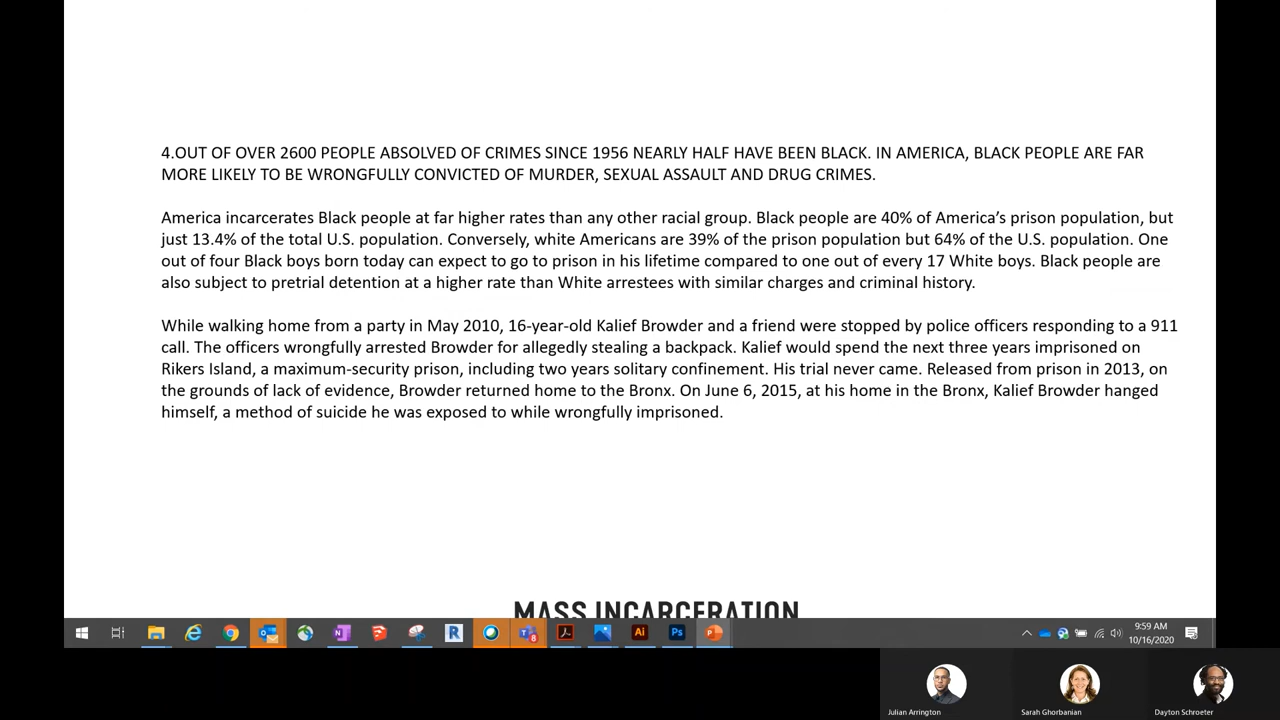 4.OUT OF OVER 2600 PEOPLE ABSOLVED OF CRIMES SINCE 1956 NEARLY HALF HAVE BEEN BLACK. IN AMERICA, BLACK PEOPLE ARE FAR
MORE LIKELY TO BE WRONGFULLY CONVICTED OF MURDER, SEXUAL ASSAULT AND DRUG CRIMES.
America incarcerates Black people at far higher rates than any other racial group. Black people are 40% of America's prison population, but
just 13.4% of the total U.S. population. Conversely, white Americans are 39% of the prison population but 64% of the U.S. population. One
out of four Black boys born today can expect to go to prison in his lifetime compared to one out of every 17 White boys. Black people are
also subject to pretrial detention at a higher rate than White arrestees with similar charges and criminal history.
While walking home from a party in May 2010, 16-year-old Kalief Browder and a friend were stopped by police officers responding to a 911
call. The officers wrongfully arrested Browder for allegedly stealing a backpack. Kalief would spend the next three years imprisoned on
Rikers Island, a maximum-security prison, including two years solitary confinement. His trial never came. Released from prison in 2013, on
the grounds of lack of evidence, Browder returned home to the Bronx. On June 6, 2015, at his home in the Bronx, Kalief Browder hanged
himself, a method of suicide he was exposed to while wrongfully imprisoned.
MASS INCARCERATION
R
8
Ai
Ps
9:59 AM
10/16/2020
Julian Arrington
Sarah Ghorbanian
Dayton Schroeter